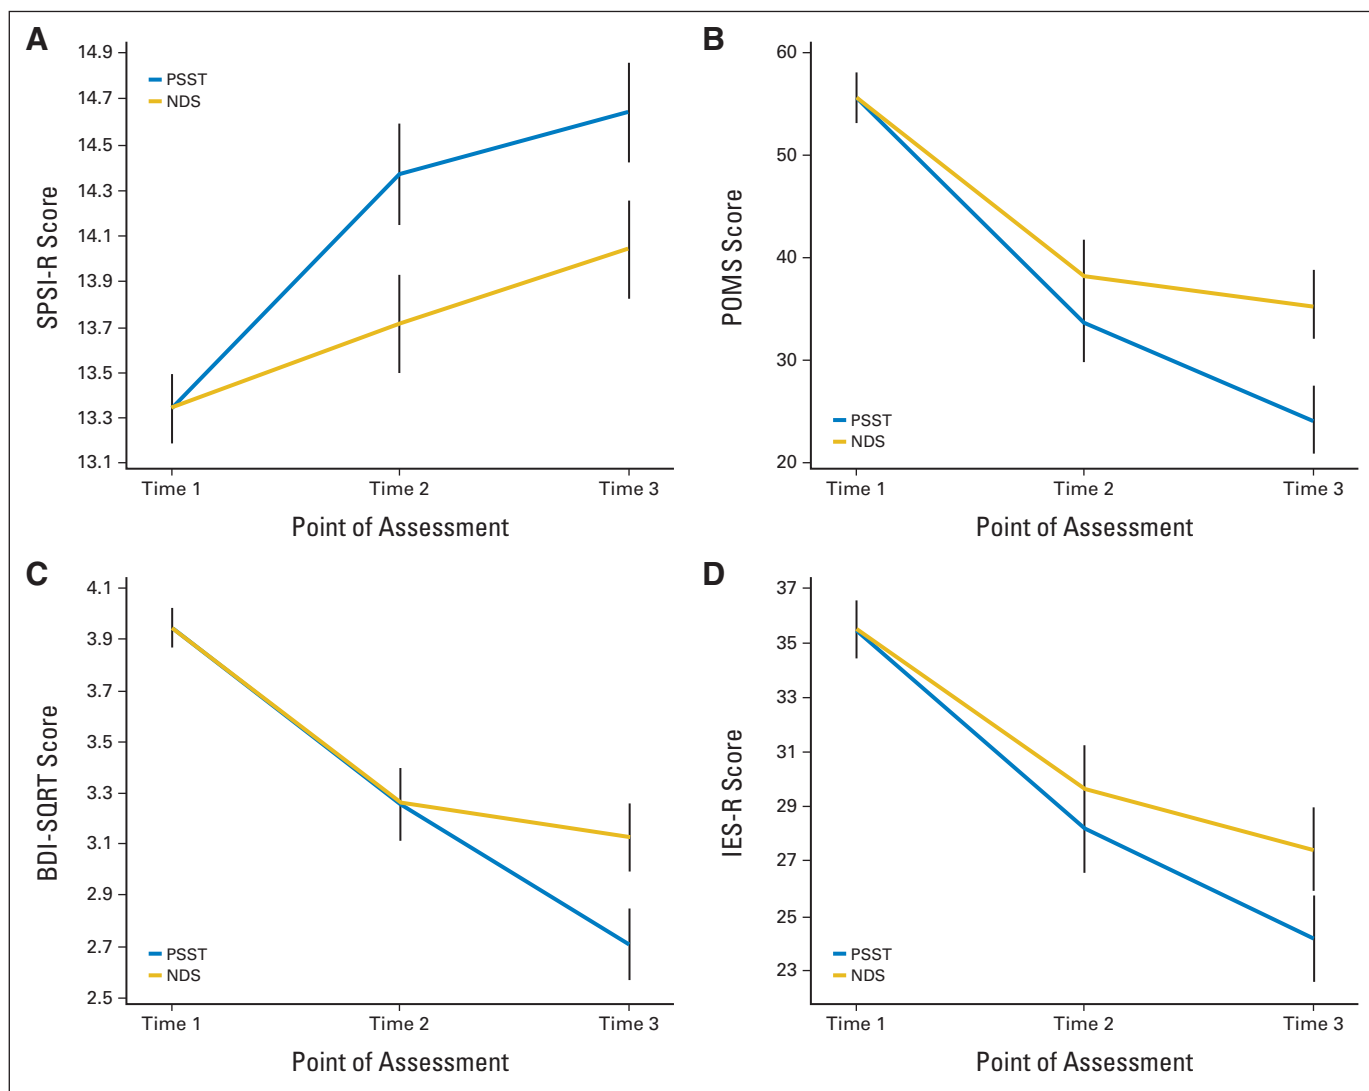 A
14.9
14.7
14.5
14.3
14.1
13.9
13.7
13.5
13.3
13.1
SPSI-R Score
PSST
NDS
Time 1 Time 2 Time 3
Point of Assessment
B
60
50
40
30
20
POMS Score
PSST
NDS
Time 1 Time 2 Time 3
Point of Assessment
C
4.1
3.9
3.7
3.5
3.3
3.1
2.9
2.7
2.5
BDI-SQRT Score
PSST
NDS
Time 1 Time 2 Time 3
Point of Assessment
D
37
35
33
31
29
27
25
23
IES-R Score
PSST
NDS
Time 1 Time 2 Time 3
Point of Assessment